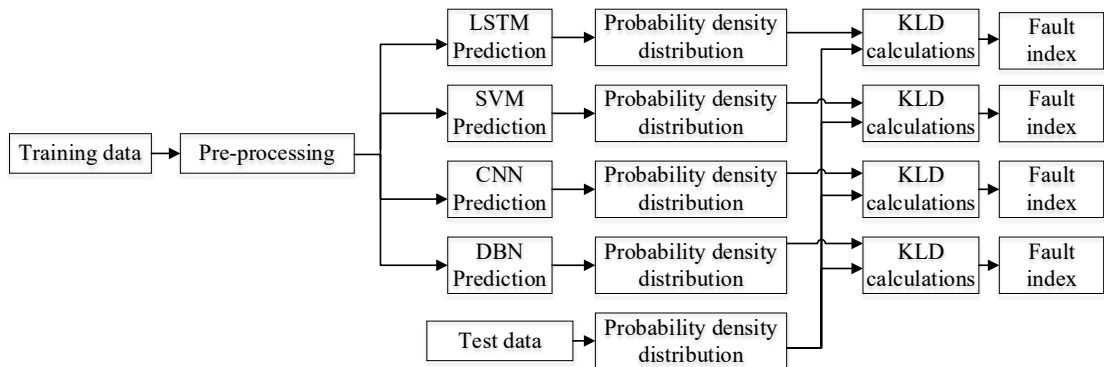 LSTM
Prediction
Probability density
distribution
KLD
calculations
Fault
index
SVM
Prediction
Probability density
distribution
KLD
calculations
Fault
index
Training data
Pre-processing
CNN
Prediction
Probability density
distribution
KLD
calculations
Fault
index
DBN
Prediction
Probability density
distribution
KLD
calculations
Fault
index
Test data
Probability density
distribution